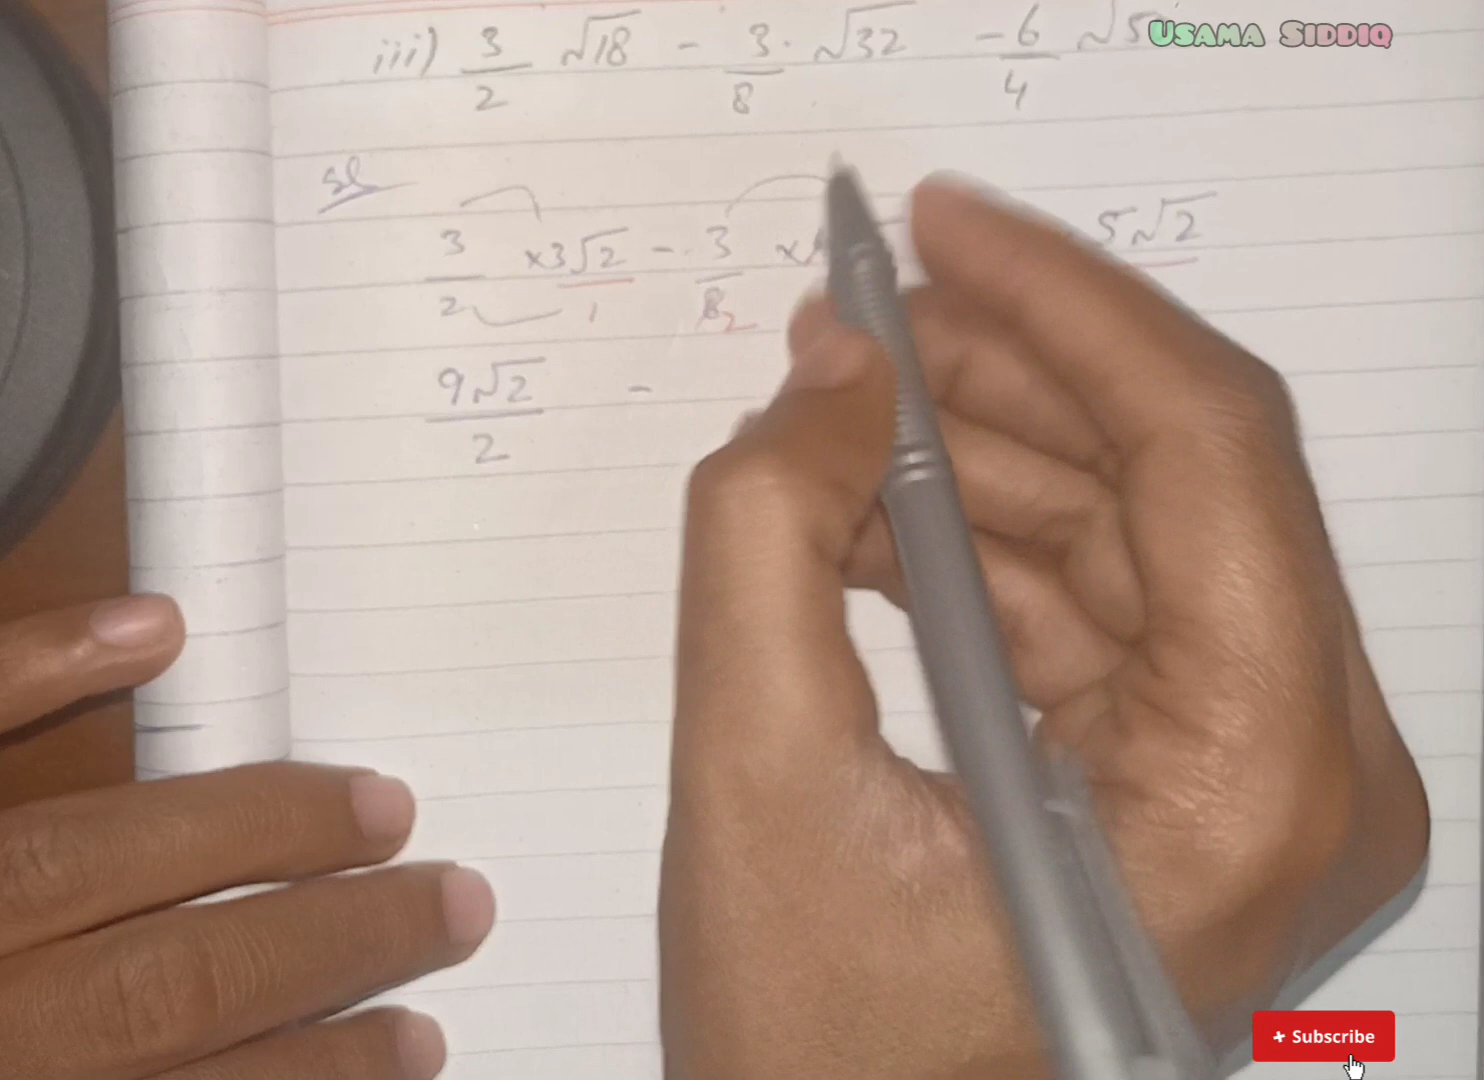 iii) 3/2 √18 - 3/8 · √32 - 6/4 √5
USAMA SIDDIQ
Sol
3/2 ×3√2/1 - 3/8 2 × 5√2
9√2/2 -
+ Subscribe